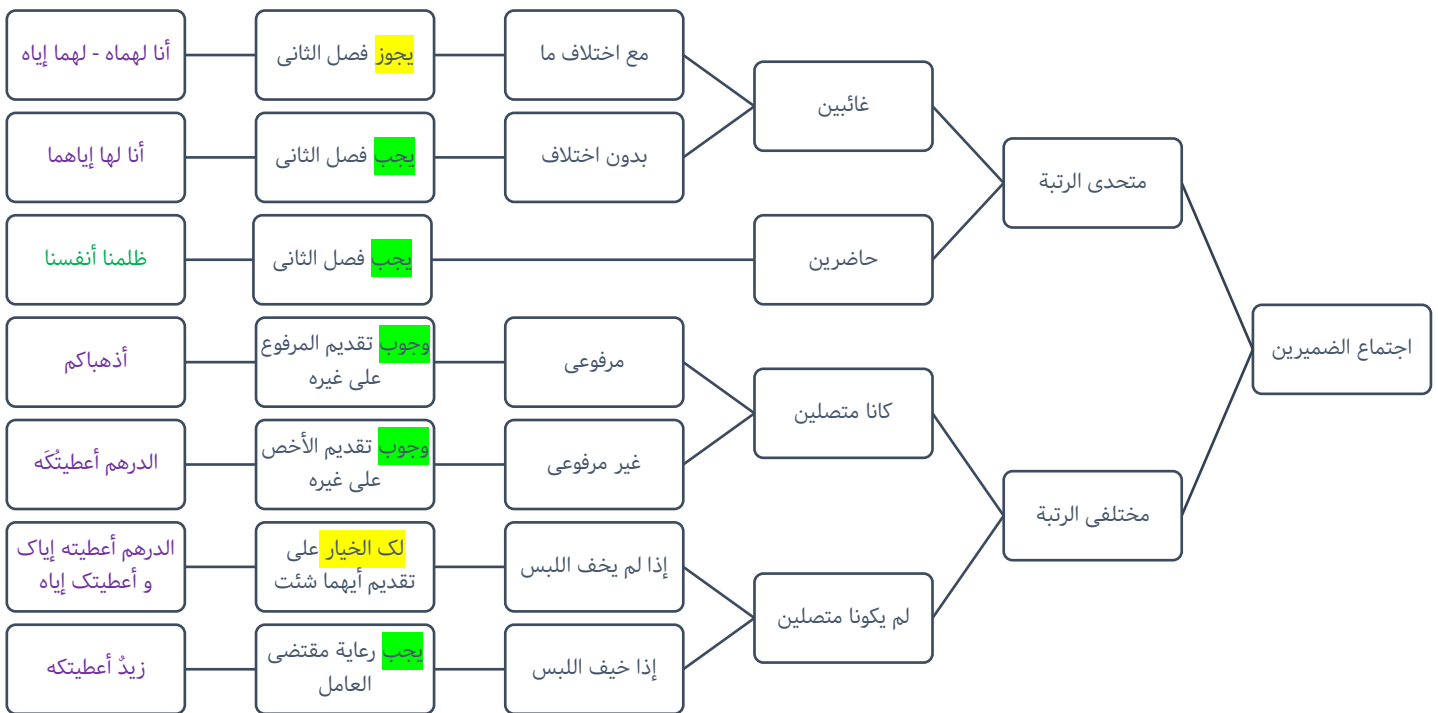 اجتماع الضميرين
متحدى الرتبة
غائبين
مع اختلاف ما
يجوز فصل الثانى
أنا لهماه - لهما إياه
بدون اختلاف
يجب فصل الثانى
أنا لها إياهما
حاضرين
يجب فصل الثانى
ظلمنا أنفسنا
مختلفى الرتبة
كانا متصلين
مرفوعى
وجوب تقديم المرفوع
على غيره
أذهباكم
غير مرفوعى
وجوب تقديم الأخص
على غيره
الدرهم أعطيتُكَه
لم يكونا متصلين
إذا لم يخف اللبس
لک الخيار على
تقديم أيهما شئت
الدرهم أعطيته إياک
و أعطيتک إياه
إذا خيف اللبس
يجب رعاية مقتضى
العامل
زيدٌ أعطيتكه